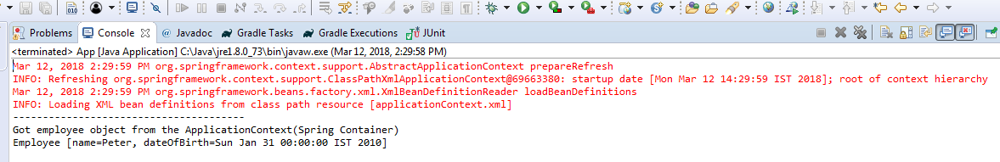 Problems Console Javadoc Gradle Tasks Gradle Executions JUnit
<terminated> App [Java Application] C:\Java\jre1.8.0_73\bin\javaw.exe (Mar 12, 2018, 2:29:58 PM)
Mar 12, 2018 2:29:59 PM org.springframework.context.support.AbstractApplicationContext prepareRefresh
INFO: Refreshing org.springframework.context.support.ClassPathXmlApplicationContext@69663380: startup date [Mon Mar 12 14:29:59 IST 2018]; root of context hierarchy
Mar 12, 2018 2:29:59 PM org.springframework.beans.factory.xml.XmlBeanDefinitionReader loadBeanDefinitions
INFO: Loading XML bean definitions from class path resource [applicationContext.xml]
--------------------------------------
Got employee object from the ApplicationContext(Spring Container)
Employee [name=Peter, dateOfBirth=Sun Jan 31 00:00:00 IST 2010]